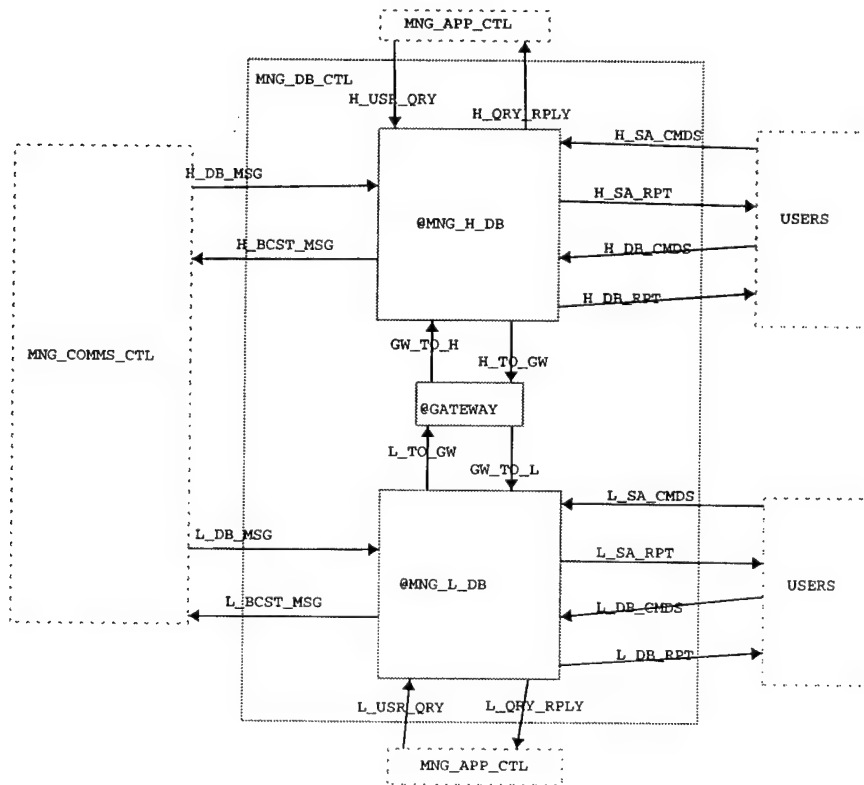 MNG_APP_CTL
MNG_DB_CTL
H_USR_QRY
H_QRY_RPLY
H_SA_CMDS
H_DB_MSG
H_SA_RPT
@MNG_H_DB
USERS
H_BCST_MSG
H_DB_CMDS
H_DB_RPT
GW_TO_H
H_TO_GW
MNG_COMMS_CTL
@GATEWAY
L_TO_GW
GW_TO_L
L_SA_CMDS
L_DB_MSG
L_SA_RPT
@MNG_L_DB
USERS
L_BCST_MSG
L_DB_CMDS
L_DB_RPT
L_USR_QRY
L_QRY_RPLY
MNG_APP_CTL